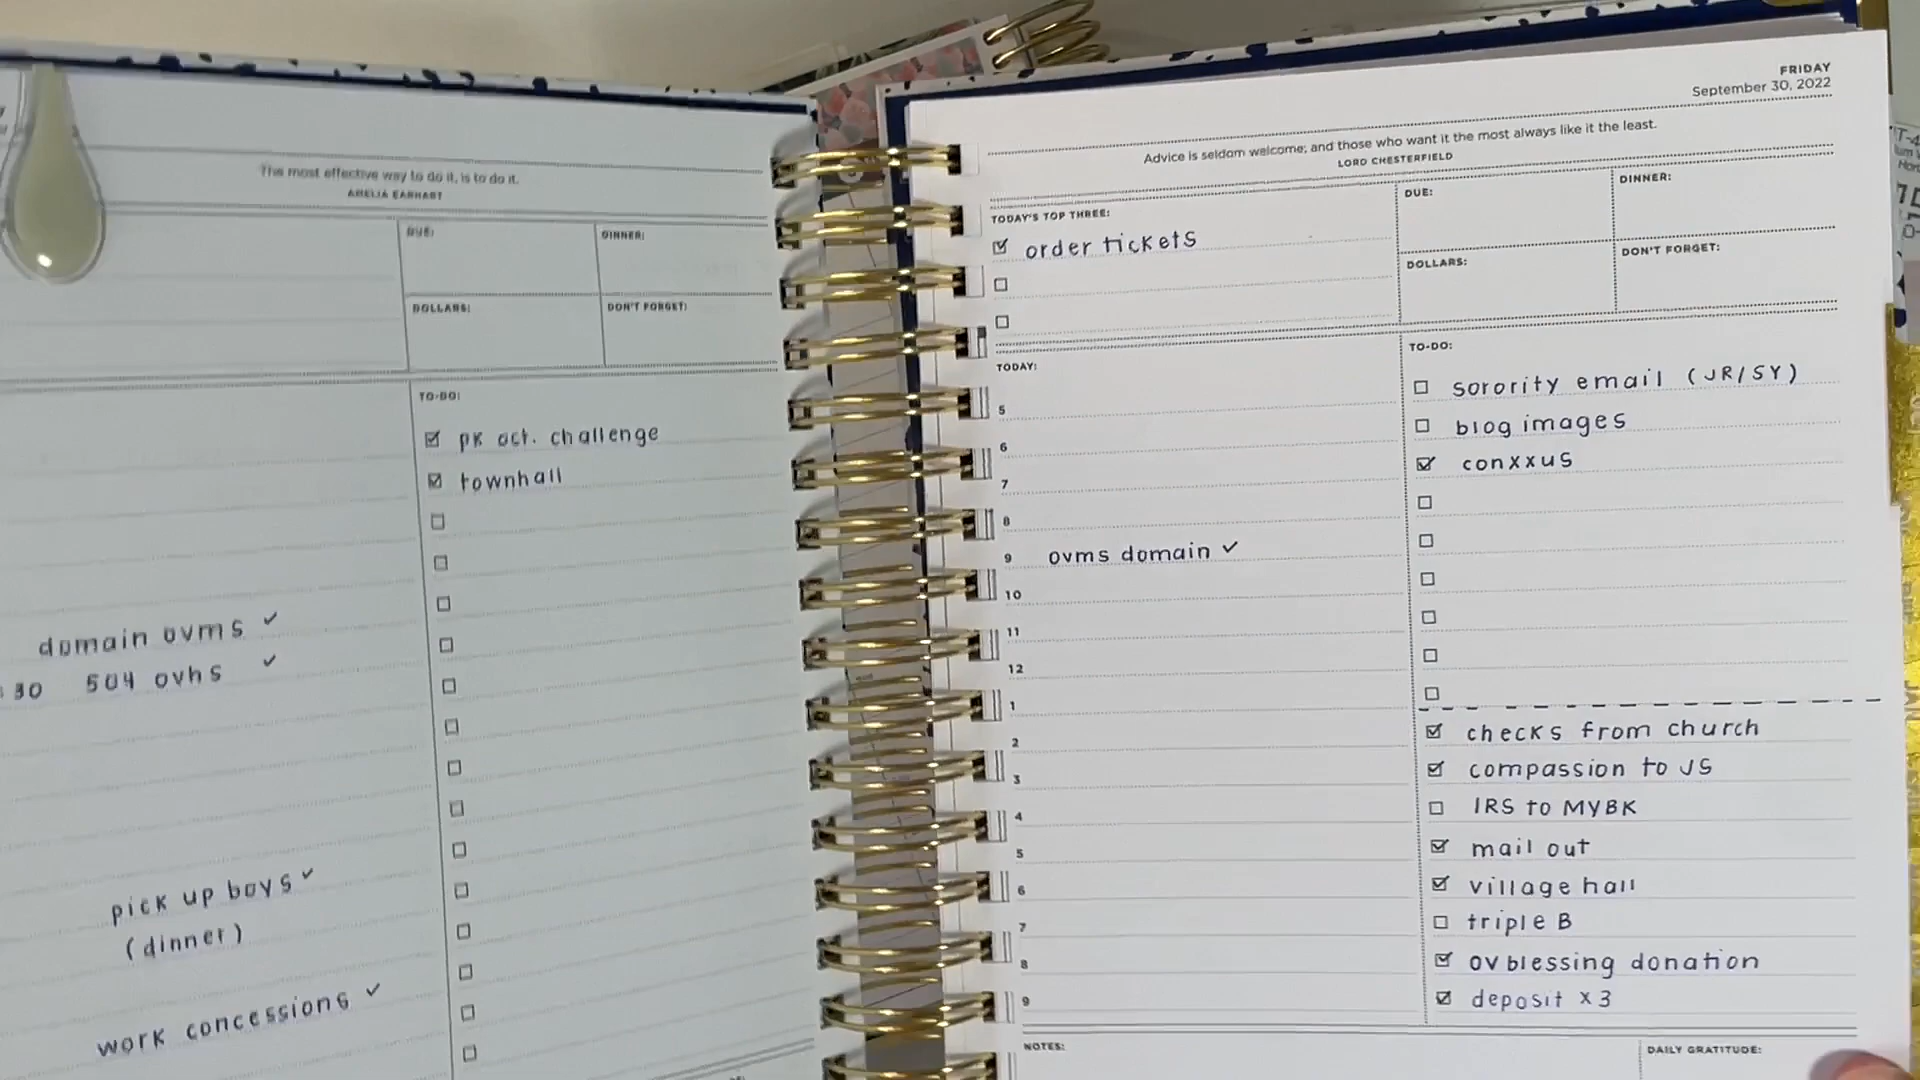 The most effective way to do it, is to do it.
AMELIA EARHART
DUE:
DINNER:
DOLLARS:
DON'T FORGET:
TO-DO:
pk oct. challenge
townhall
domain ovms ✓
30 504 ovhs ✓
pick up boys ✓
(dinner)
work concessions ✓
FRIDAY
September 30, 2022
Advice is seldom welcome; and those who want it the most always like it the least.
LORD CHESTERFIELD
TODAY'S TOP THREE:
order tickets
DUE:
DINNER:
DOLLARS:
DON'T FORGET:
TODAY:
5
6
7
8
9 ovms domain ✓
10
11
12
1
2
3
4
5
6
7
8
9
TO-DO:
sorority email (JR/SY)
blog images
conxxus
checks from church
compassion to JS
IRS to MYBK
mail out
village hall
triple B
ov blessing donation
deposit x3
NOTES:
DAILY GRATITUDE: